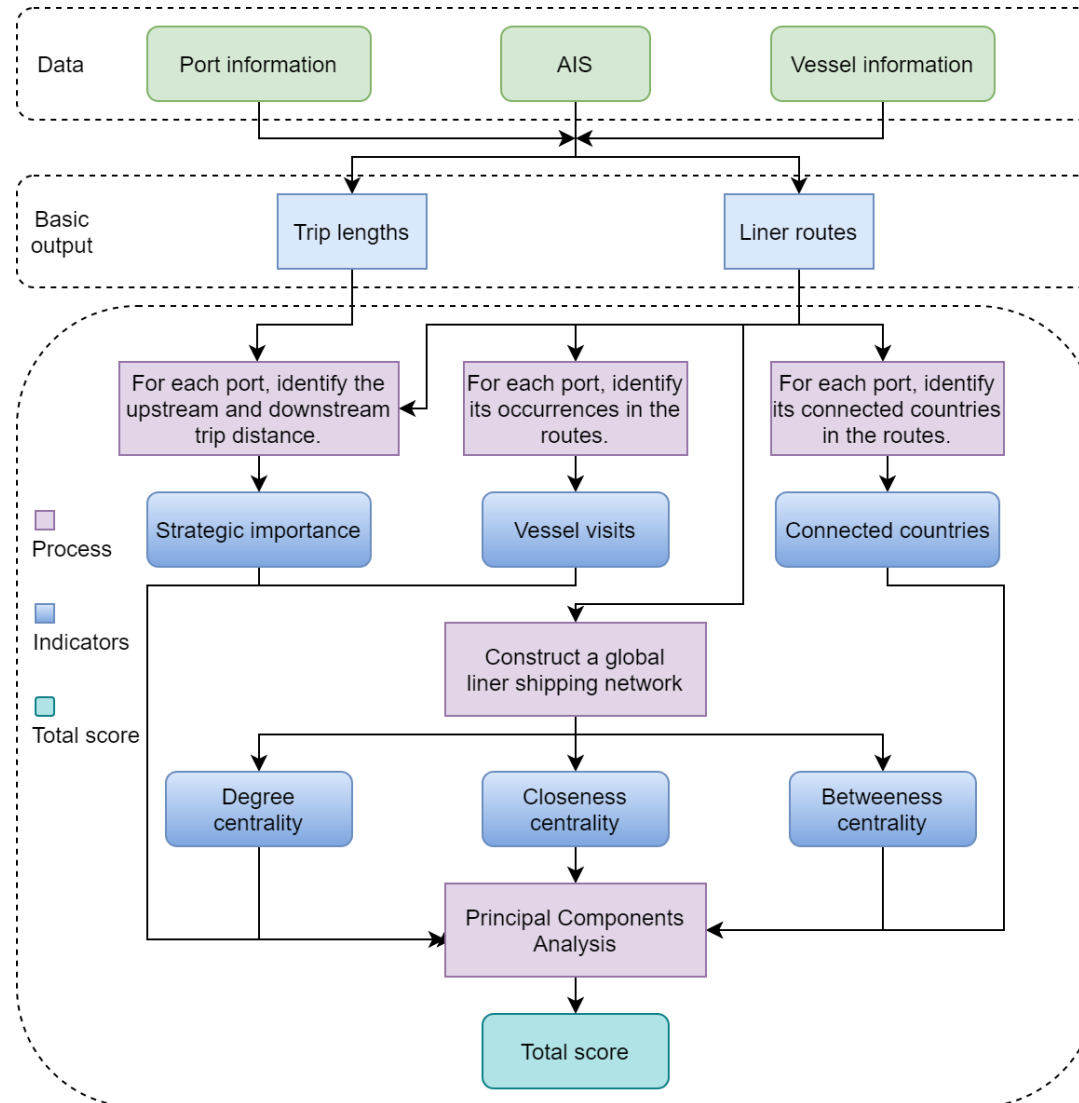 Data
Port information
AIS
Vessel information
Basic
output
Trip lengths
Liner routes
For each port, identify the
upstream and downstream
trip distance.
For each port, identify
its occurrences in the
routes.
For each port, identify
its connected countries
in the routes.
Strategic importance
Vessel visits
Connected countries
Process
Indicators
Total score
Construct a global
liner shipping network
Degree
centrality
Closeness
centrality
Betweeness
centrality
Principal Components
Analysis
Total score